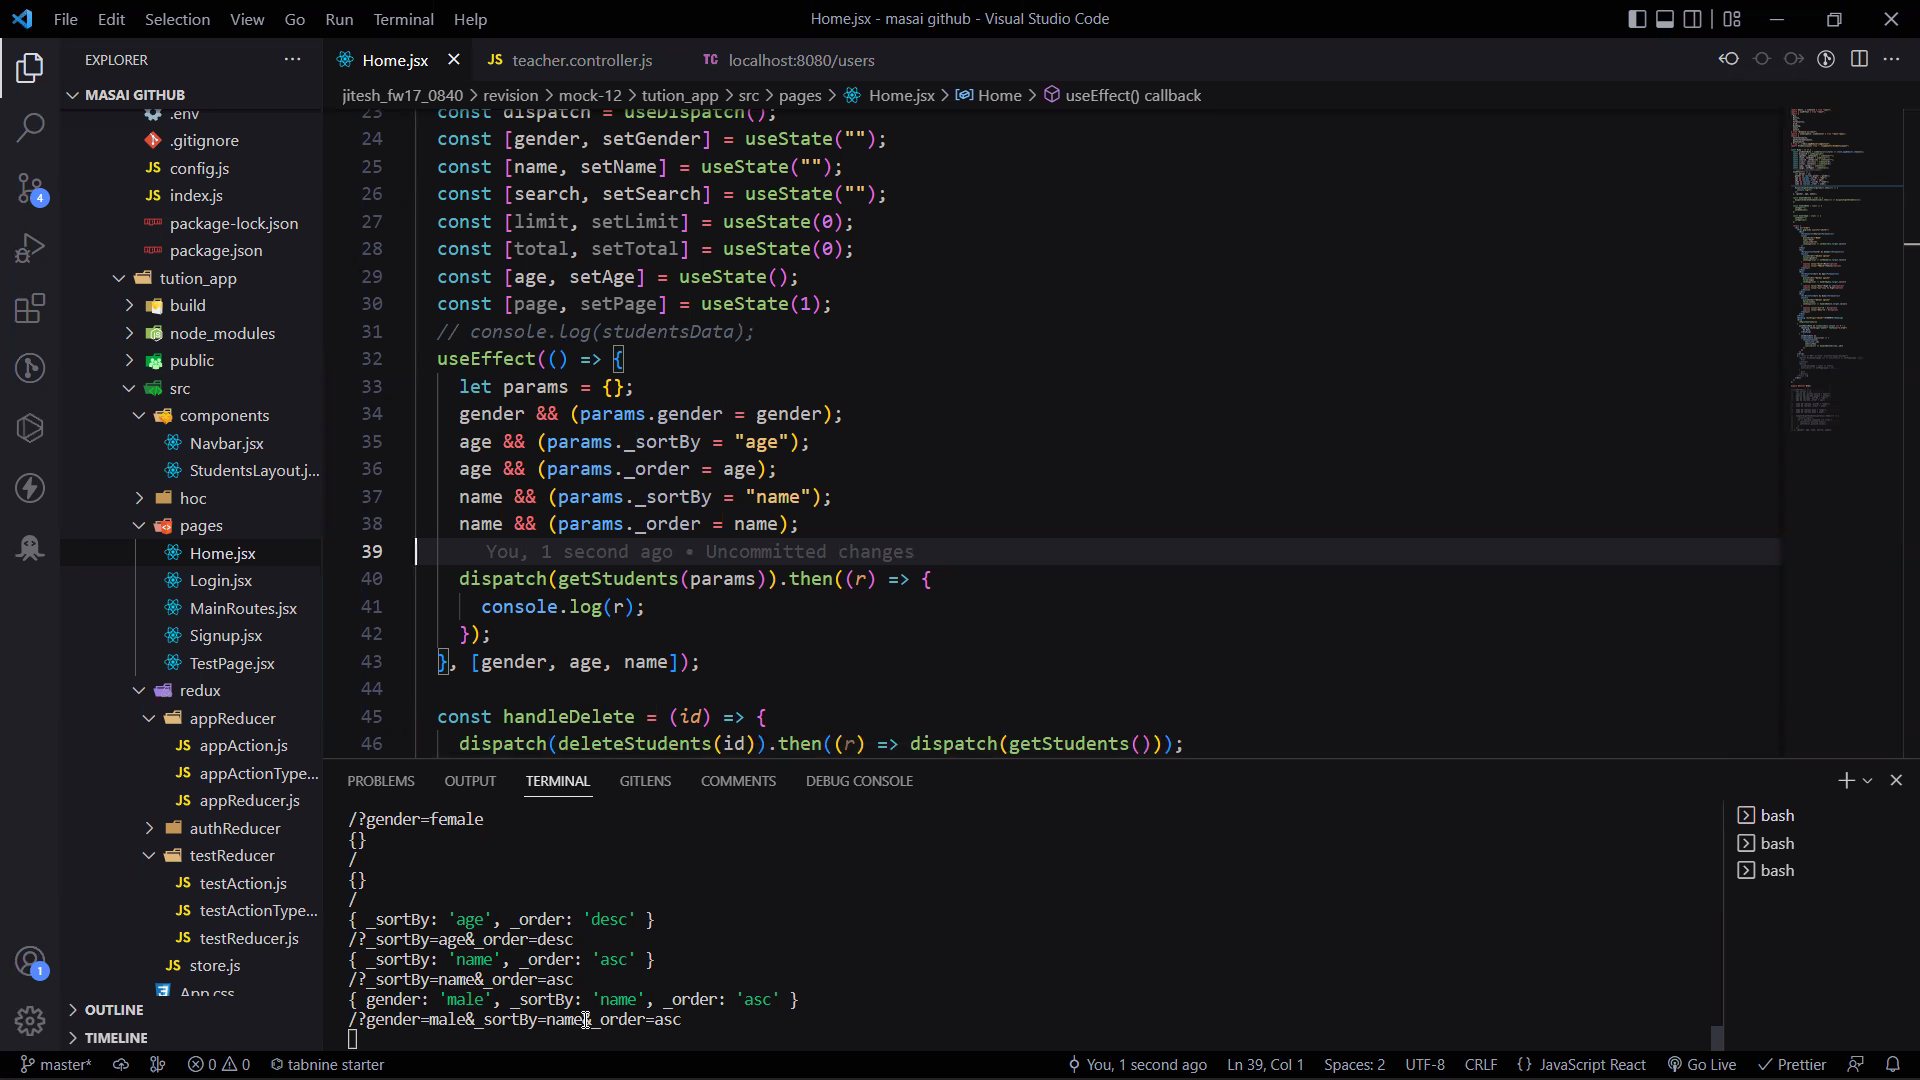 File Edit Selection View Go Run Terminal Help
Home.jsx - masai github - Visual Studio Code
EXPLORER
MASAI GITHUB
.env
.gitignore
config.js
index.js
package-lock.json
package.json
tution_app
build
node_modules
public
src
components
Navbar.jsx
StudentsLayout.j...
hoc
pages
Home.jsx
Login.jsx
MainRoutes.jsx
Signup.jsx
TestPage.jsx
redux
appReducer
appAction.js
appActionType...
appReducer.js
authReducer
testReducer
testAction.js
testActionType...
testReducer.js
store.js
App.css
OUTLINE
TIMELINE
4
1
Home.jsx
JS teacher.controller.js
TC localhost:8080/users
jitesh_fw17_0840 > revision > mock-12 > tution_app > src > pages > Home.jsx > Home > useEffect() callback
23 const dispatch = useDispatch();
24 const [gender, setGender] = useState("");
25 const [name, setName] = useState("");
26 const [search, setSearch] = useState("");
27 const [limit, setLimit] = useState(0);
28 const [total, setTotal] = useState(0);
29 const [age, setAge] = useState();
30 const [page, setPage] = useState(1);
31 // console.log(studentsData);
32 useEffect(() => {
33 let params = {};
34 gender && (params.gender = gender);
35 age && (params._sortBy = "age");
36 age && (params._order = age);
37 name && (params._sortBy = "name");
38 name && (params._order = name);
39 You, 1 second ago • Uncommitted changes
40 dispatch(getStudents(params)).then((r) => {
41 console.log(r);
42 });
43 }, [gender, age, name]);
44
45 const handleDelete = (id) => {
46 dispatch(deleteStudents(id)).then((r) => dispatch(getStudents()));
PROBLEMS OUTPUT TERMINAL GITLENS COMMENTS DEBUG CONSOLE
/?gender=female
{}
/
{}
/
{ _sortBy: 'age', _order: 'desc' }
/?_sortBy=age&_order=desc
{ _sortBy: 'name', _order: 'asc' }
/?_sortBy=name&_order=asc
{ gender: 'male', _sortBy: 'name', _order: 'asc' }
/?gender=male&_sortBy=name&_order=asc
bash
bash
bash
master* 0 0 tabnine starter
You, 1 second ago Ln 39, Col 1 Spaces: 2 UTF-8 CRLF {} JavaScript React Go Live Prettier